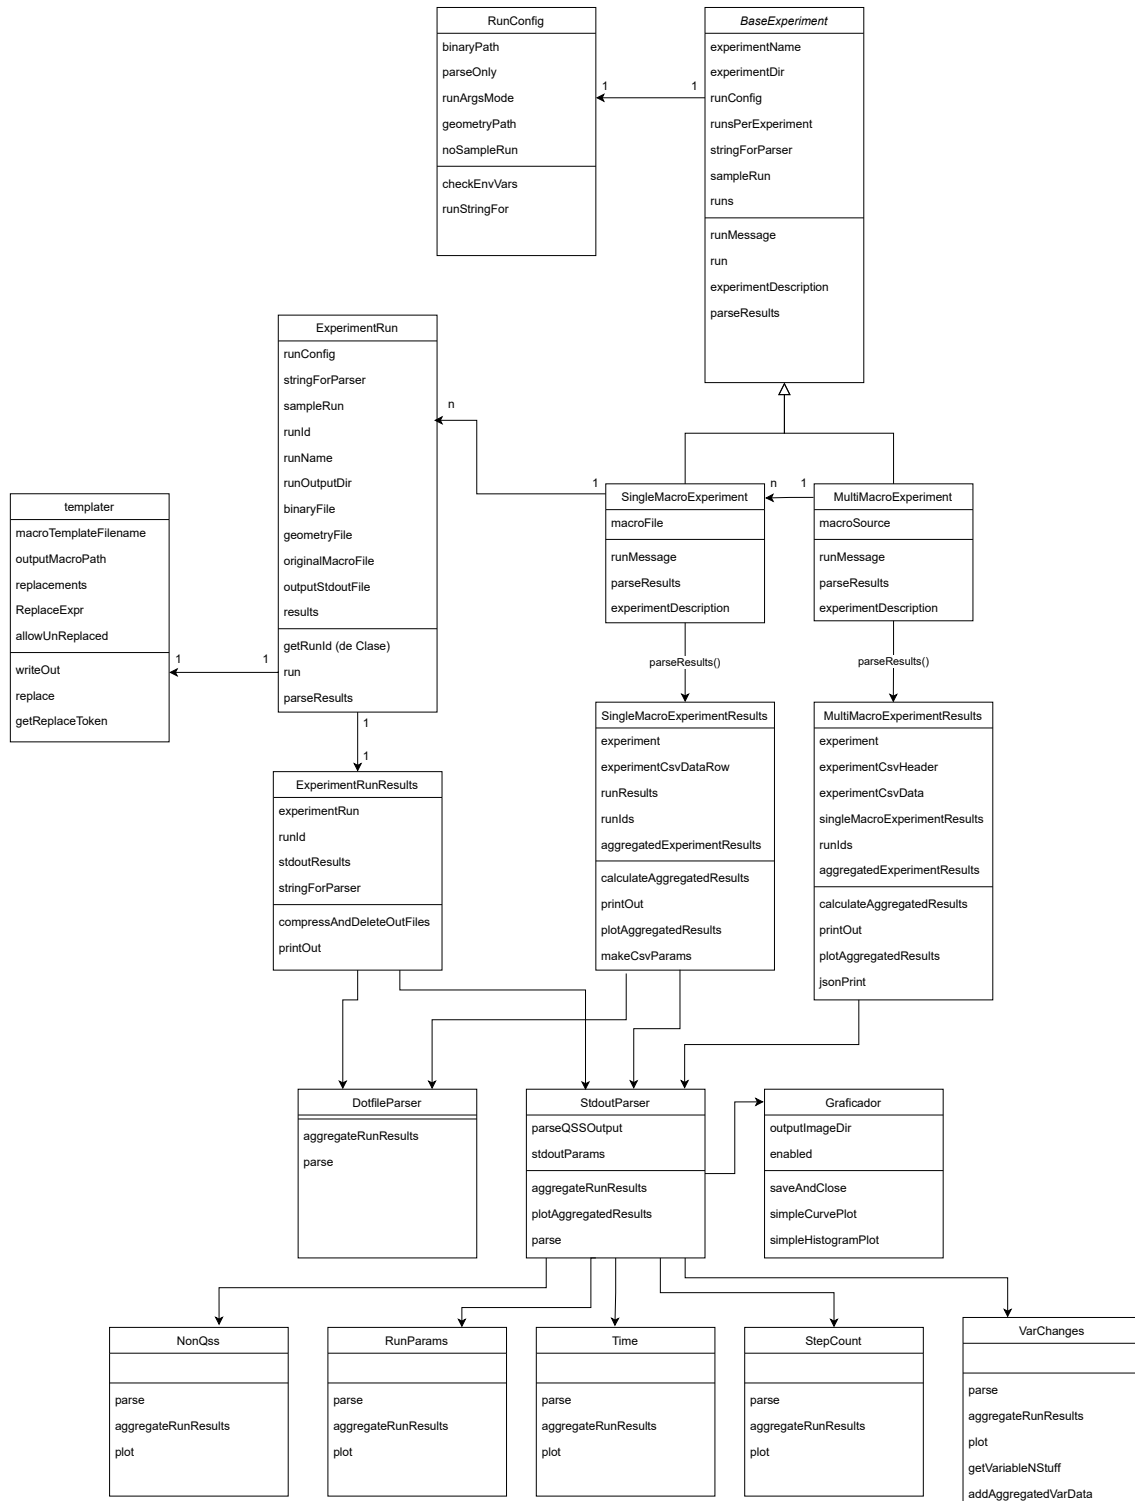 RunConfig
binaryPath
parseOnly
runArgsMode
geometryPath
noSampleRun
checkEnvVars
runStringFor
BaseExperiment
experimentName
experimentDir
runConfig
runsPerExperiment
stringForParser
sampleRun
runs
runMessage
run
experimentDescription
parseResults
1
1
ExperimentRun
runConfig
stringForParser
sampleRun
runId
runName
runOutputDir
binaryFile
geometryFile
originalMacroFile
outputStdoutFile
results
getRunId (de Clase)
run
parseResults
n
1
templater
macroTemplateFilename
outputMacroPath
replacements
ReplaceExpr
allowUnReplaced
writeOut
replace
getReplaceToken
1
1
SingleMacroExperiment
macroFile
runMessage
parseResults
experimentDescription
n
1
MultiMacroExperiment
macroSource
runMessage
parseResults
experimentDescription
parseResults()
parseResults()
1
1
ExperimentRunResults
experimentRun
runId
stdoutResults
stringForParser
compressAndDeleteOutFiles
printOut
SingleMacroExperimentResults
experiment
experimentCsvDataRow
runResults
runIds
aggregatedExperimentResults
calculateAggregatedResults
printOut
plotAggregatedResults
makeCsvParams
MultiMacroExperimentResults
experiment
experimentCsvHeader
experimentCsvData
singleMacroExperimentResults
runIds
aggregatedExperimentResults
calculateAggregatedResults
printOut
plotAggregatedResults
jsonPrint
DotfileParser
aggregateRunResults
parse
StdoutParser
parseQSSOutput
stdoutParams
aggregateRunResults
plotAggregatedResults
parse
Graficador
outputImageDir
enabled
saveAndClose
simpleCurvePlot
simpleHistogramPlot
NonQss
parse
aggregateRunResults
plot
RunParams
parse
aggregateRunResults
plot
Time
parse
aggregateRunResults
plot
StepCount
parse
aggregateRunResults
plot
VarChanges
parse
aggregateRunResults
plot
getVariableNStuff
addAggregatedVarData